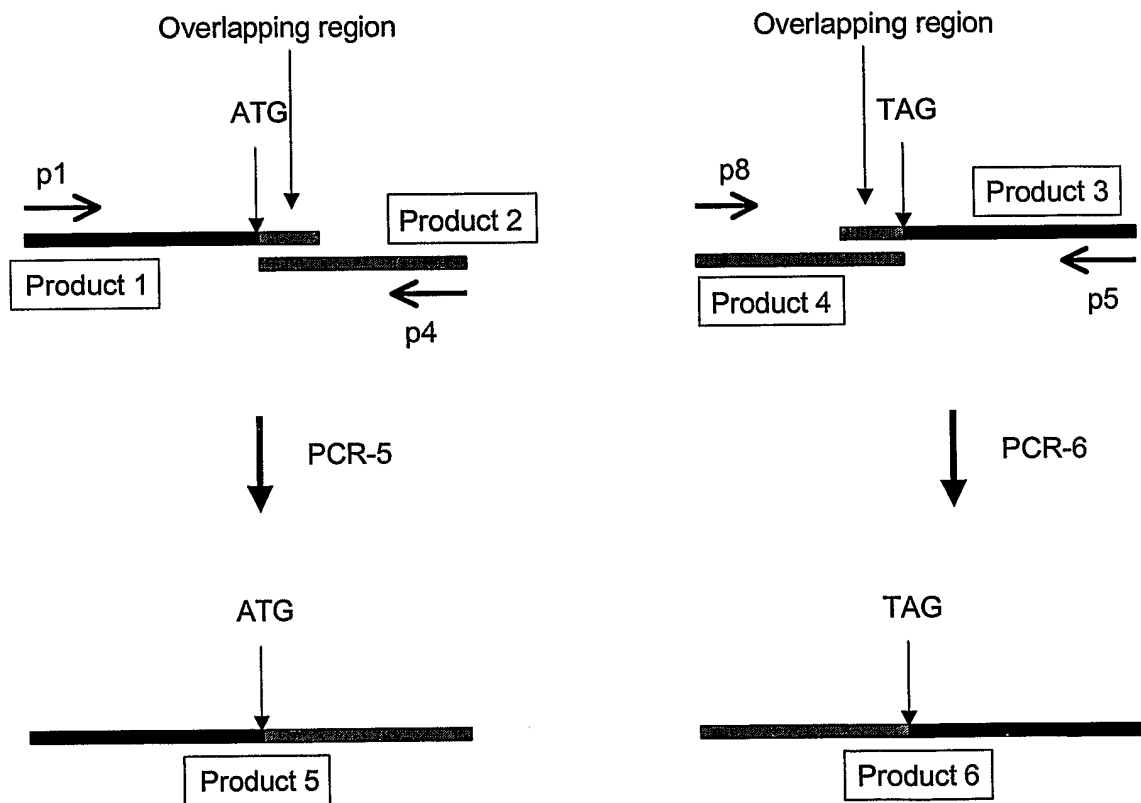 Overlapping region
ATG
p1
Product 2
Product 1
p4
PCR-5
ATG
Product 5
Overlapping region
TAG
p8
Product 3
Product 4
p5
PCR-6
TAG
Product 6